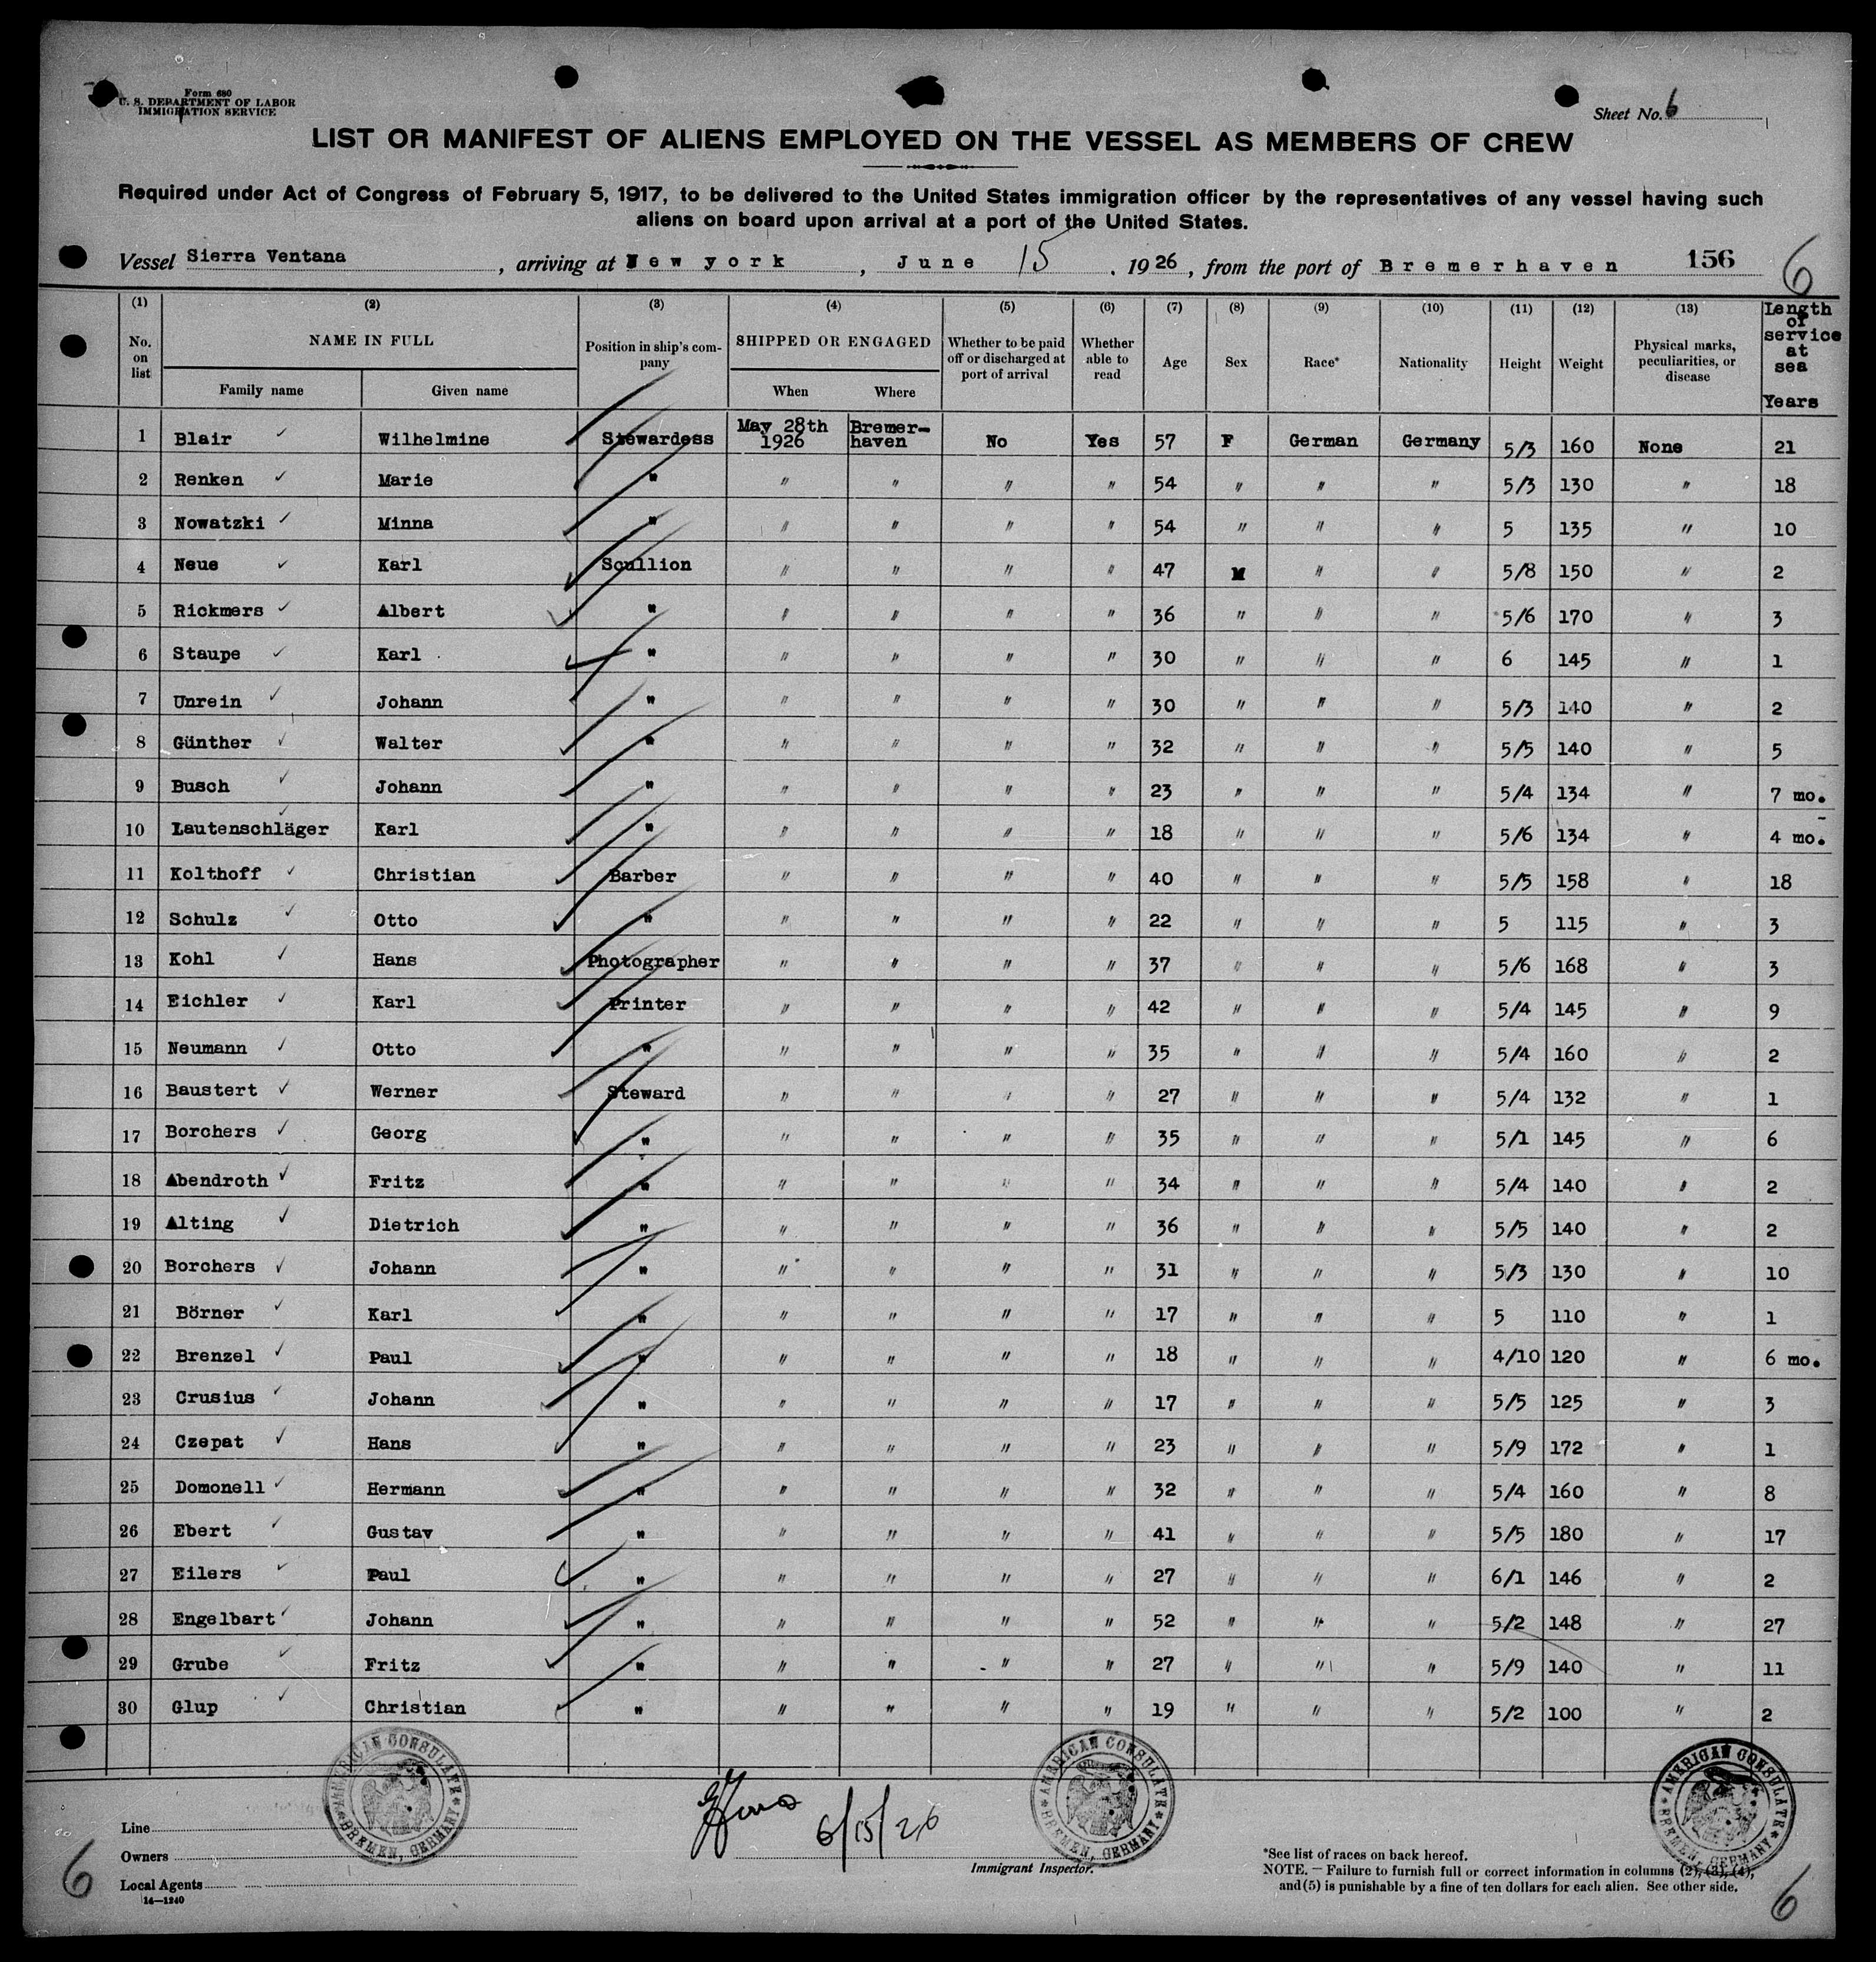 Form 680
U. S. DEPARTMENT OF LABOR
IMMIGRATION SERVICE
Sheet No. 6
LIST OR MANIFEST OF ALIENS EMPLOYED ON THE VESSEL AS MEMBERS OF CREW
Required under Act of Congress of February 5, 1917, to be delivered to the United States immigration officer by the representatives of any vessel having such
aliens on board upon arrival at a port of the United States.
Vessel Sierra Ventana, arriving at New york, June 15, 1926, from the port of Bremerhaven 156 6
(1) (2) (3) (4) (5) (6) (7) (8) (9) (10) (11) (12) (13) Length of service at sea Years
No. on list NAME IN FULL Position in ship's company SHIPPED OR ENGAGED Whether to be paid off or discharged at port of arrival Whether able to read Age Sex Race* Nationality Height Weight Physical marks, peculiarities, or disease
Family name Given name When Where
1 Blair ✓ Wilhelmine Stewardess May 28th 1926 Bremer-haven No Yes 57 F German Germany 5/3 160 None 21
2 Renken ✓ Marie " " " " " 54 " " " 5/3 130 " 18
3 Nowatzki ✓ Minna " " " " " 54 " " " 5 135 " 10
4 Neue ✓ Karl Scullion " " " " 47 M " " 5/8 150 " 2
5 Rickmers ✓ Albert " " " " " 36 " " " 5/6 170 " 3
6 Staupe ✓ Karl " " " " " 30 " " " 6 145 " 1
7 Unrein ✓ Johann " " " " " 30 " " " 5/3 140 " 2
8 Günther ✓ Walter " " " " " 32 " " " 5/5 140 " 5
9 Busch ✓ Johann " " " " " 23 " " " 5/4 134 " 7 mo.
10 Lautenschläger ✓ Karl " " " " " 18 " " " 5/6 134 " 4 mo.
11 Kolthoff ✓ Christian Barber " " " " 40 " " " 5/5 158 " 18
12 Schulz ✓ Otto " " " " " 22 " " " 5 115 " 3
13 Kohl ✓ Hans Photographer " " " " 37 " " " 5/6 168 " 3
14 Eichler ✓ Karl Printer " " " " 42 " " " 5/4 145 " 9
15 Neumann ✓ Otto " " " " " 35 " " " 5/4 160 " 2
16 Baustert ✓ Werner Steward " " " " 27 " " " 5/4 132 " 1
17 Borchers ✓ Georg " " " " " 35 " " " 5/1 145 " 6
18 Abendroth ✓ Fritz " " " " " 34 " " " 5/4 140 " 2
19 Alting ✓ Dietrich " " " " " 36 " " " 5/5 140 " 2
20 Borchers ✓ Johann " " " " " 31 " " " 5/3 130 " 10
21 Börner ✓ Karl " " " " " 17 " " " 5 110 " 1
22 Brenzel ✓ Paul " " " " " 18 " " " 4/10 120 " 6 mo.
23 Crusius ✓ Johann " " " " " 17 " " " 5/5 125 " 3
24 Czepat ✓ Hans " " " " " 23 " " " 5/9 172 " 1
25 Domonell ✓ Hermann " " " " " 32 " " " 5/4 160 " 8
26 Ebert ✓ Gustav " " " " " 41 " " " 5/5 180 " 17
27 Eilers ✓ Paul " " " " " 27 " " " 6/1 146 " 2
28 Engelbart ✓ Johann " " " " " 52 " " " 5/2 148 " 27
29 Grube ✓ Fritz " " " " " 27 " " " 5/9 140 " 11
30 Glup ✓ Christian " " " " " 19 " " " 5/2 100 " 2
AMERICAN CONSULATE BREMEN, GERMANY
AMERICAN CONSULATE BREMEN, GERMANY
AMERICAN CONSULATE BREMEN, GERMANY
Line
Owners
Local Agents
14—1240
6
6/15/26
Immigrant Inspector.
*See list of races on back hereof.
NOTE. — Failure to furnish full or correct information in columns (2), (3), (4),
and (5) is punishable by a fine of ten dollars for each alien. See other side.
6